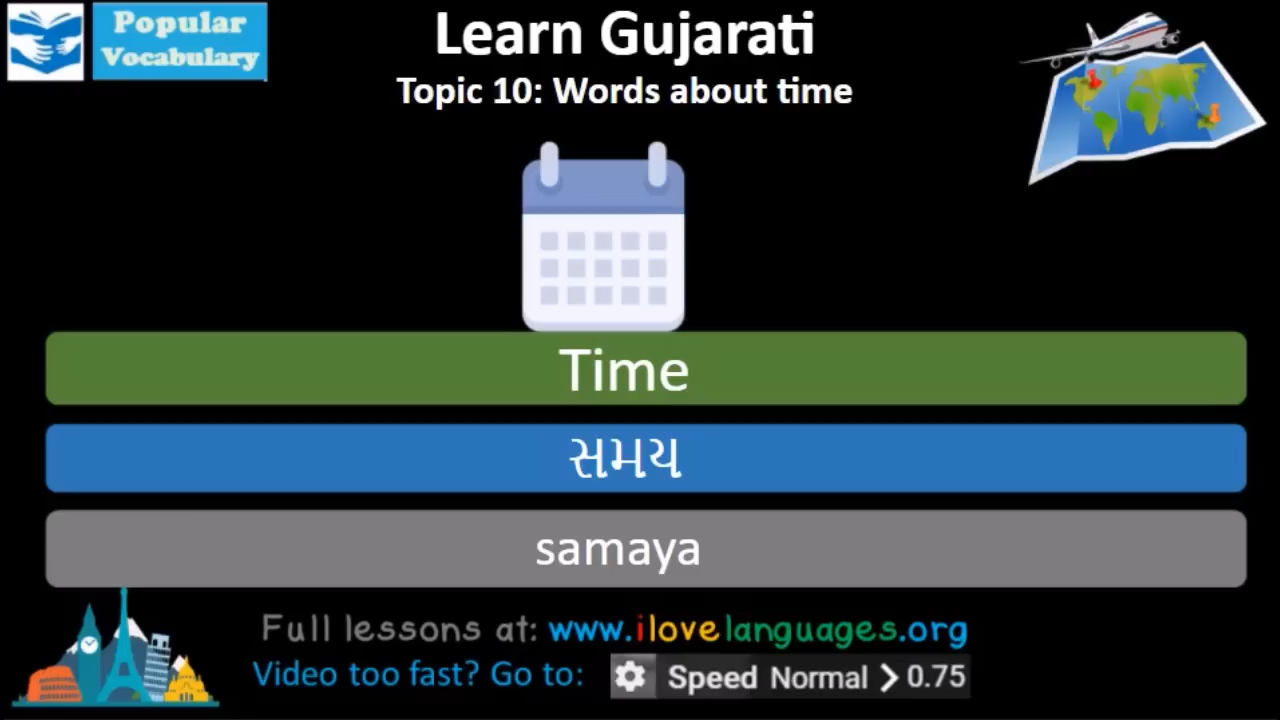 Popular
Vocabulary
Learn Gujarati
Topic 10: Words about time
Time
સમય
samaya
Full lessons at: www.ilovelanguages.org
Video too fast? Go to: Speed Normal > 0.75